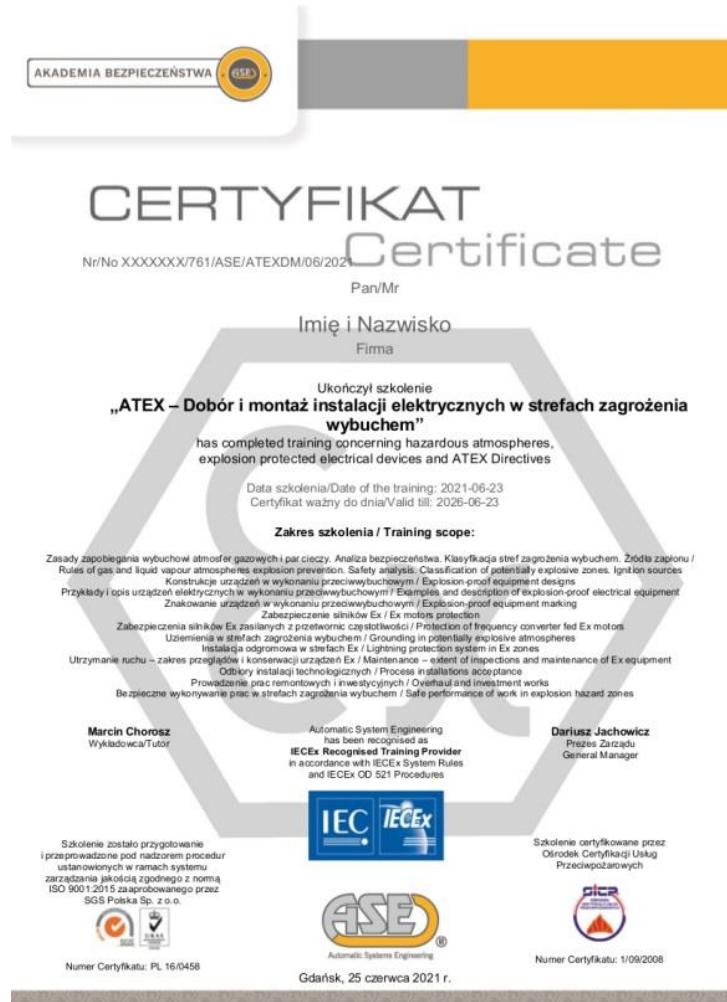 AKADEMIA BEZPIECZEŃSTWA
ASE
CERTYFIKAT
Certificate
Nr/No XXXXXXX/761/ASE/ATEXDM/06/2021
Pan/Mr
Imię i Nazwisko
Firma
Ukończył szkolenie
„ATEX – Dobór i montaż instalacji elektrycznych w strefach zagrożenia
wybuchem”
has completed training concerning hazardous atmospheres,
explosion protected electrical devices and ATEX Directives
Data szkolenia/Date of the training: 2021-06-23
Certyfikat ważny do dnia/Valid till: 2026-06-23
Zakres szkolenia / Training scope:
Zasady zapobiegania wybuchowi atmosfer gazowych i par cieczy. Analiza bezpieczeństwa. Klasyfikacja stref zagrożenia wybuchem. Źródła zapłonu /
Rules of gas and liquid vapour atmospheres explosion prevention. Safety analysis. Classification of potentially explosive zones. Ignition sources
Konstrukcje urządzeń w wykonaniu przeciwwybuchowym / Explosion-proof equipment designs
Przykłady i opis urządzeń elektrycznych w wykonaniu przeciwwybuchowym / Examples and description of explosion-proof electrical equipment
Znakowanie urządzeń w wykonaniu przeciwwybuchowym / Explosion-proof equipment marking
Zabezpieczenie silników Ex / Ex motors protection
Zabezpieczenia silników Ex zasilanych z przetwornic częstotliwości / Protection of frequency converter fed Ex motors
Uziemienia w strefach zagrożenia wybuchem / Grounding in potentially explosive atmospheres
Instalacja odgromowa w strefach Ex / Lightning protection system in Ex zones
Utrzymanie ruchu – zakres przeglądów i konserwacji urządzeń Ex / Maintenance – extent of inspections and maintenance of Ex equipment
Odbiory instalacji technologicznych / Process installations acceptance
Prowadzenie prac remontowych i inwestycyjnych / Overhaul and investment works
Bezpieczne wykonywanie prac w strefach zagrożenia wybuchem / Safe performance of work in explosion hazard zones
Marcin Chorosz
Wykładowca/Tutor
Automatic System Engineering
has been recognised as
IECEx Recognised Training Provider
in accordance with IECEx System Rules
and IECEx OD 521 Procedures
Dariusz Jachowicz
Prezes Zarządu
General Manager
IEC IECEx
Szkolenie zostało przygotowanie
i przeprowadzone pod nadzorem procedur
ustanowionych w ramach systemu
zarządzania jakością zgodnego z normą
ISO 9001:2015 zaaprobowanego przez
SGS Polska Sp. z o.o.
Numer Certyfikatu: PL 16/0458
ASE
®
Automatic Systems Engineering
Gdańsk, 25 czerwca 2021 r.
Szkolenie certyfikowane przez
Ośrodek Certyfikacji Usług
Przeciwpożarowych
Numer Certyfikatu: 1/09/2008